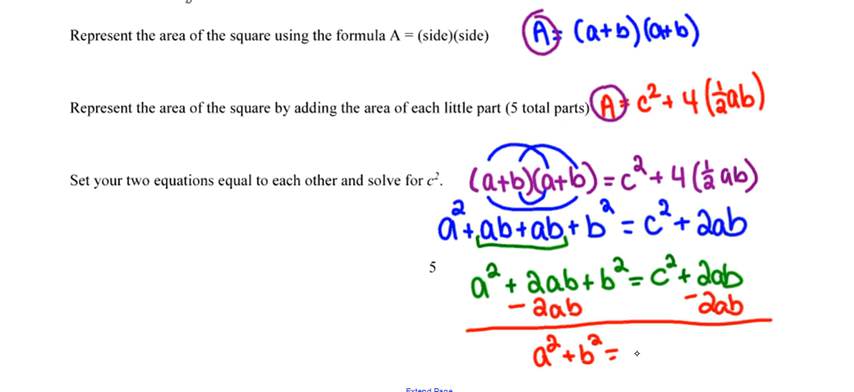 Represent the area of the square using the formula A = (side)(side) A = (a+b)(a+b)
Represent the area of the square by adding the area of each little part (5 total parts) A = c² + 4(½ab)
Set your two equations equal to each other and solve for c². (a+b)(a+b) = c² + 4(½ab)
a² + ab + ab + b² = c² + 2ab
5
a² + 2ab + b² = c² + 2ab
- 2ab - 2ab
a² + b² =
Extend Page